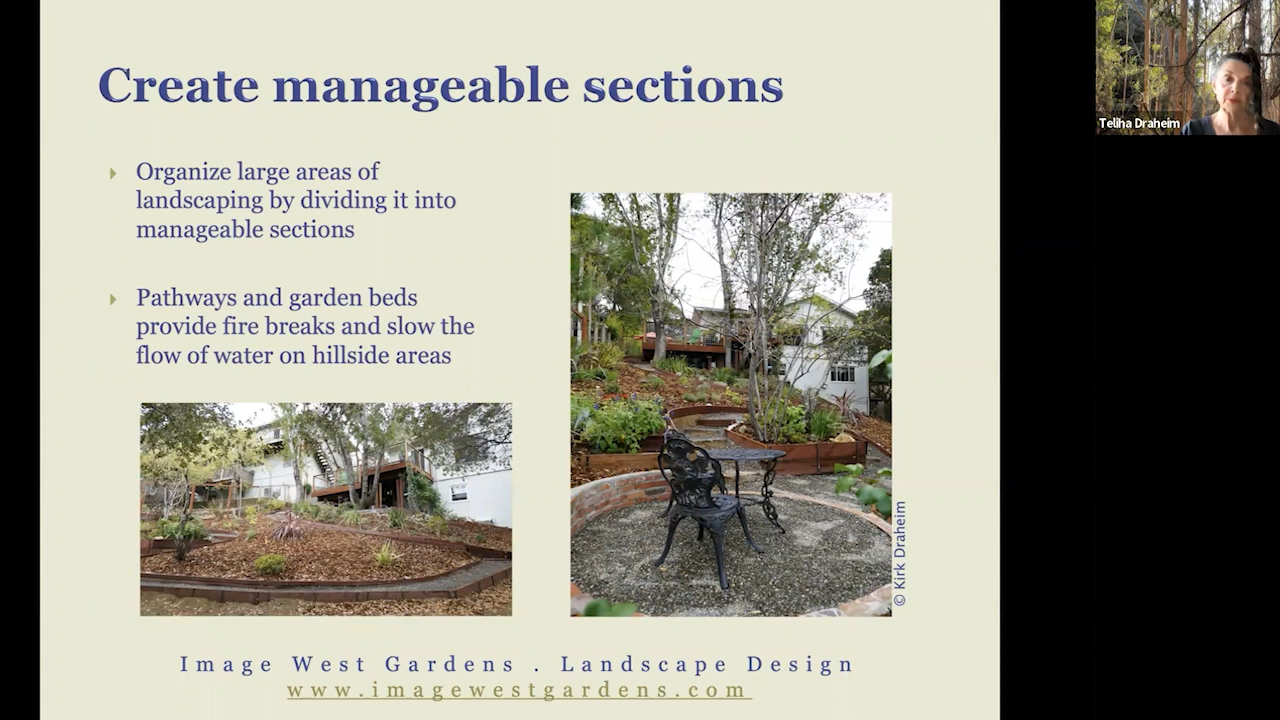 Create manageable sections
Organize large areas of
landscaping by dividing it into
manageable sections
Pathways and garden beds
provide fire breaks and slow the
flow of water on hillside areas
© Kirk Draheim
Image West Gardens . Landscape Design
www.imagewestgardens.com
Teliha Draheim